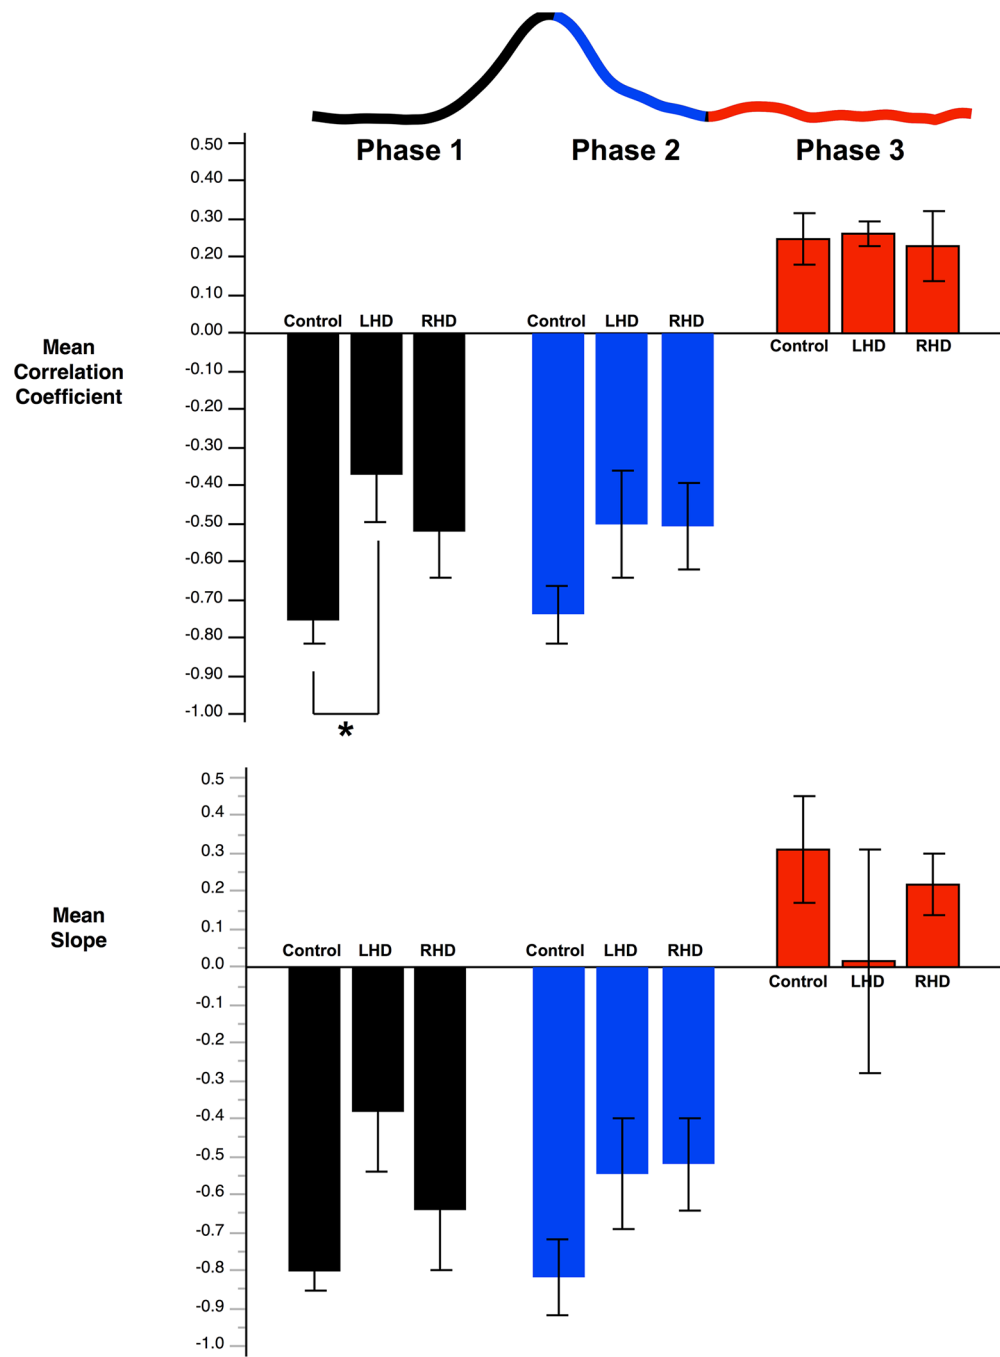 Phase 1 Phase 2 Phase 3
0.50
0.40
0.30
0.20
0.10
0.00
-0.10
-0.20
-0.30
-0.40
-0.50
-0.60
-0.70
-0.80
-0.90
-1.00
Mean
Correlation
Coefficient
Control LHD RHD
Control LHD RHD
Control LHD RHD
*
0.5
0.4
0.3
0.2
0.1
0.0
-0.1
-0.2
-0.3
-0.4
-0.5
-0.6
-0.7
-0.8
-0.9
-1.0
Mean
Slope
Control LHD RHD
Control LHD RHD
Control LHD RHD